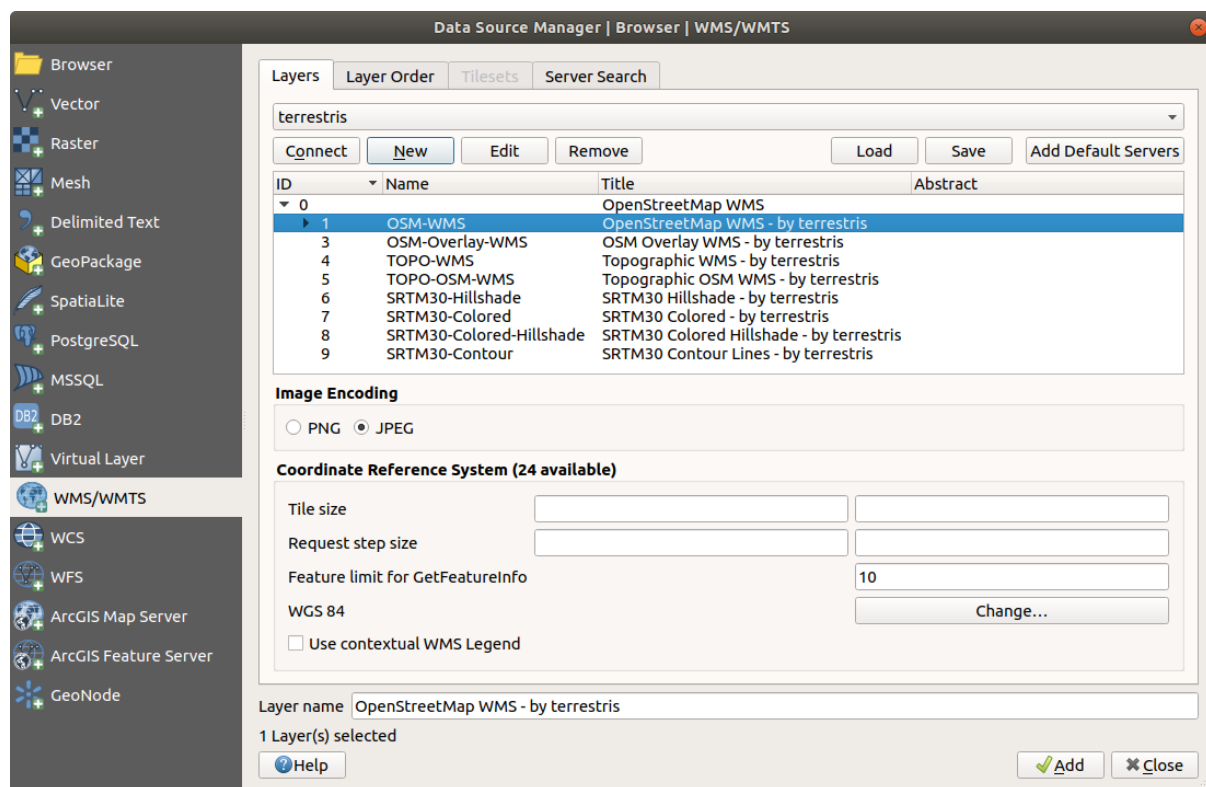 Data Source Manager | Browser | WMS/WMTS
Browser
Vector
Raster
Mesh
Delimited Text
GeoPackage
SpatiaLite
PostgreSQL
MSSQL
DB2 DB2
Virtual Layer
WMS/WMTS
WCS
WFS
ArcGIS Map Server
ArcGIS Feature Server
GeoNode
Layers Layer Order Tilesets Server Search
terrestris
Connect New Edit Remove Load Save Add Default Servers
ID Name Title Abstract
0 OpenStreetMap WMS
1 OSM-WMS OpenStreetMap WMS - by terrestris
3 OSM-Overlay-WMS OSM Overlay WMS - by terrestris
4 TOPO-WMS Topographic WMS - by terrestris
5 TOPO-OSM-WMS Topographic OSM WMS - by terrestris
6 SRTM30-Hillshade SRTM30 Hillshade - by terrestris
7 SRTM30-Colored SRTM30 Colored - by terrestris
8 SRTM30-Colored-Hillshade SRTM30 Colored Hillshade - by terrestris
9 SRTM30-Contour SRTM30 Contour Lines - by terrestris
Image Encoding
PNG JPEG
Coordinate Reference System (24 available)
Tile size
Request step size
Feature limit for GetFeatureInfo 10
WGS 84 Change...
Use contextual WMS Legend
Layer name OpenStreetMap WMS - by terrestris
1 Layer(s) selected
Help Add Close